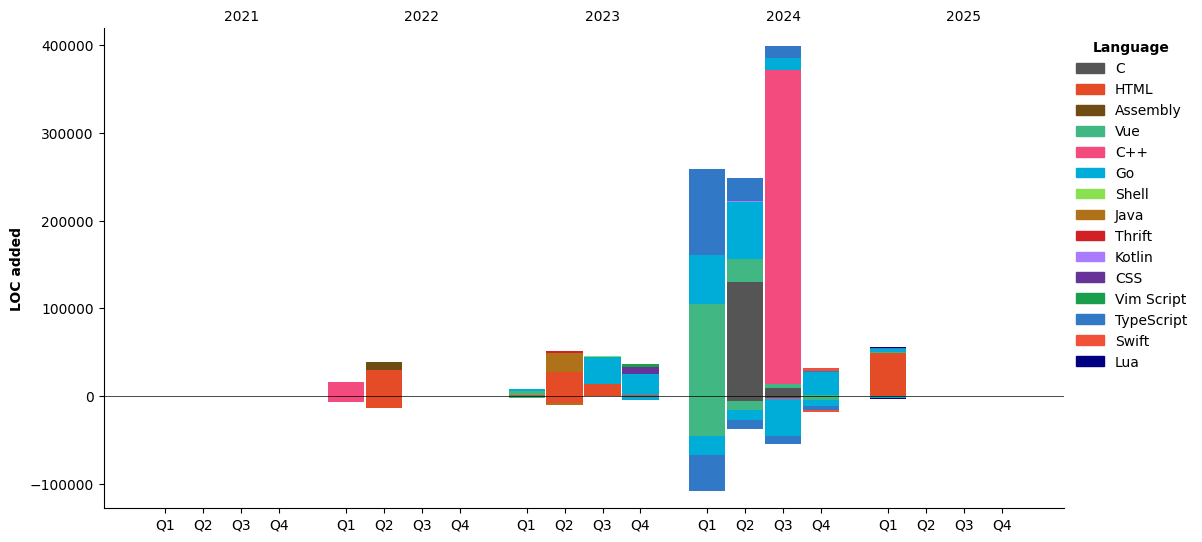 2021 2022 2023 2024 2025
400000
300000
200000
100000
0
−100000
LOC added
Q1 Q2 Q3 Q4 Q1 Q2 Q3 Q4 Q1 Q2 Q3 Q4 Q1 Q2 Q3 Q4 Q1 Q2 Q3 Q4
Language
C
HTML
Assembly
Vue
C++
Go
Shell
Java
Thrift
Kotlin
CSS
Vim Script
TypeScript
Swift
Lua